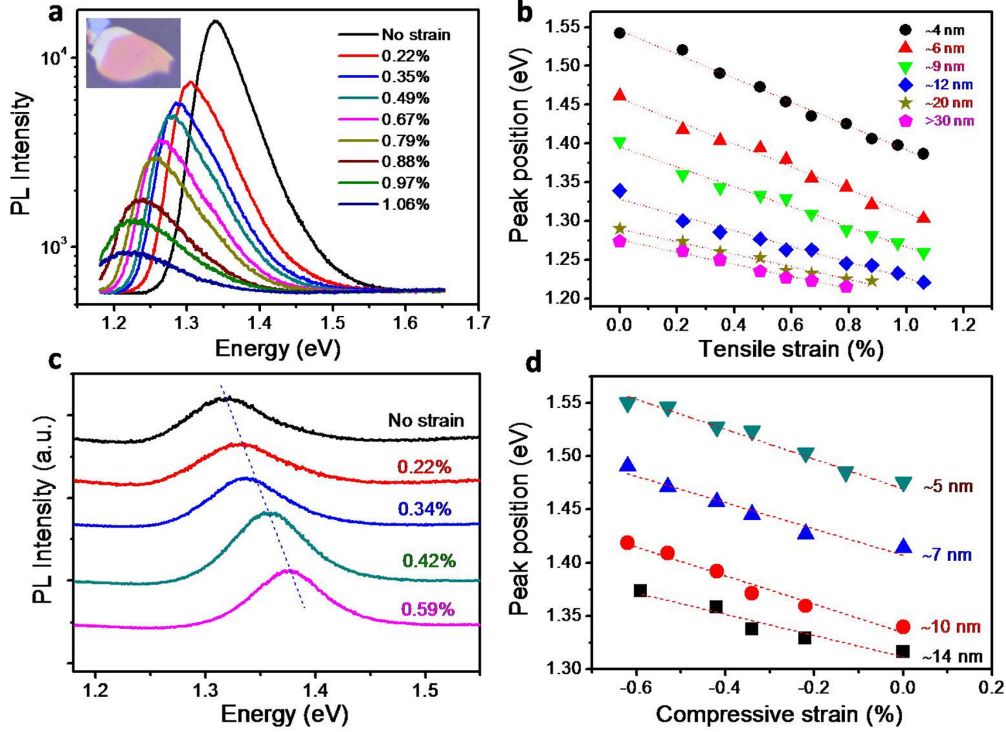 a
PL Intensity
10^4
10^3
No strain
0.22%
0.35%
0.49%
0.67%
0.79%
0.88%
0.97%
1.06%
1.2 1.3 1.4 1.5 1.6 1.7
Energy (eV)
b
Peak position (eV)
1.55
1.50
1.45
1.40
1.35
1.30
1.25
1.20
~4 nm
~6 nm
~9 nm
~12 nm
~20 nm
>30 nm
0.0 0.2 0.4 0.6 0.8 1.0 1.2
Tensile strain (%)
c
PL Intensity (a.u.)
No strain
0.22%
0.34%
0.42%
0.59%
1.2 1.3 1.4 1.5
Energy (eV)
d
Peak position (eV)
1.55
1.50
1.45
1.40
1.35
1.30
~5 nm
~7 nm
~10 nm
~14 nm
-0.6 -0.4 -0.2 0.0 0.2
Compressive strain (%)